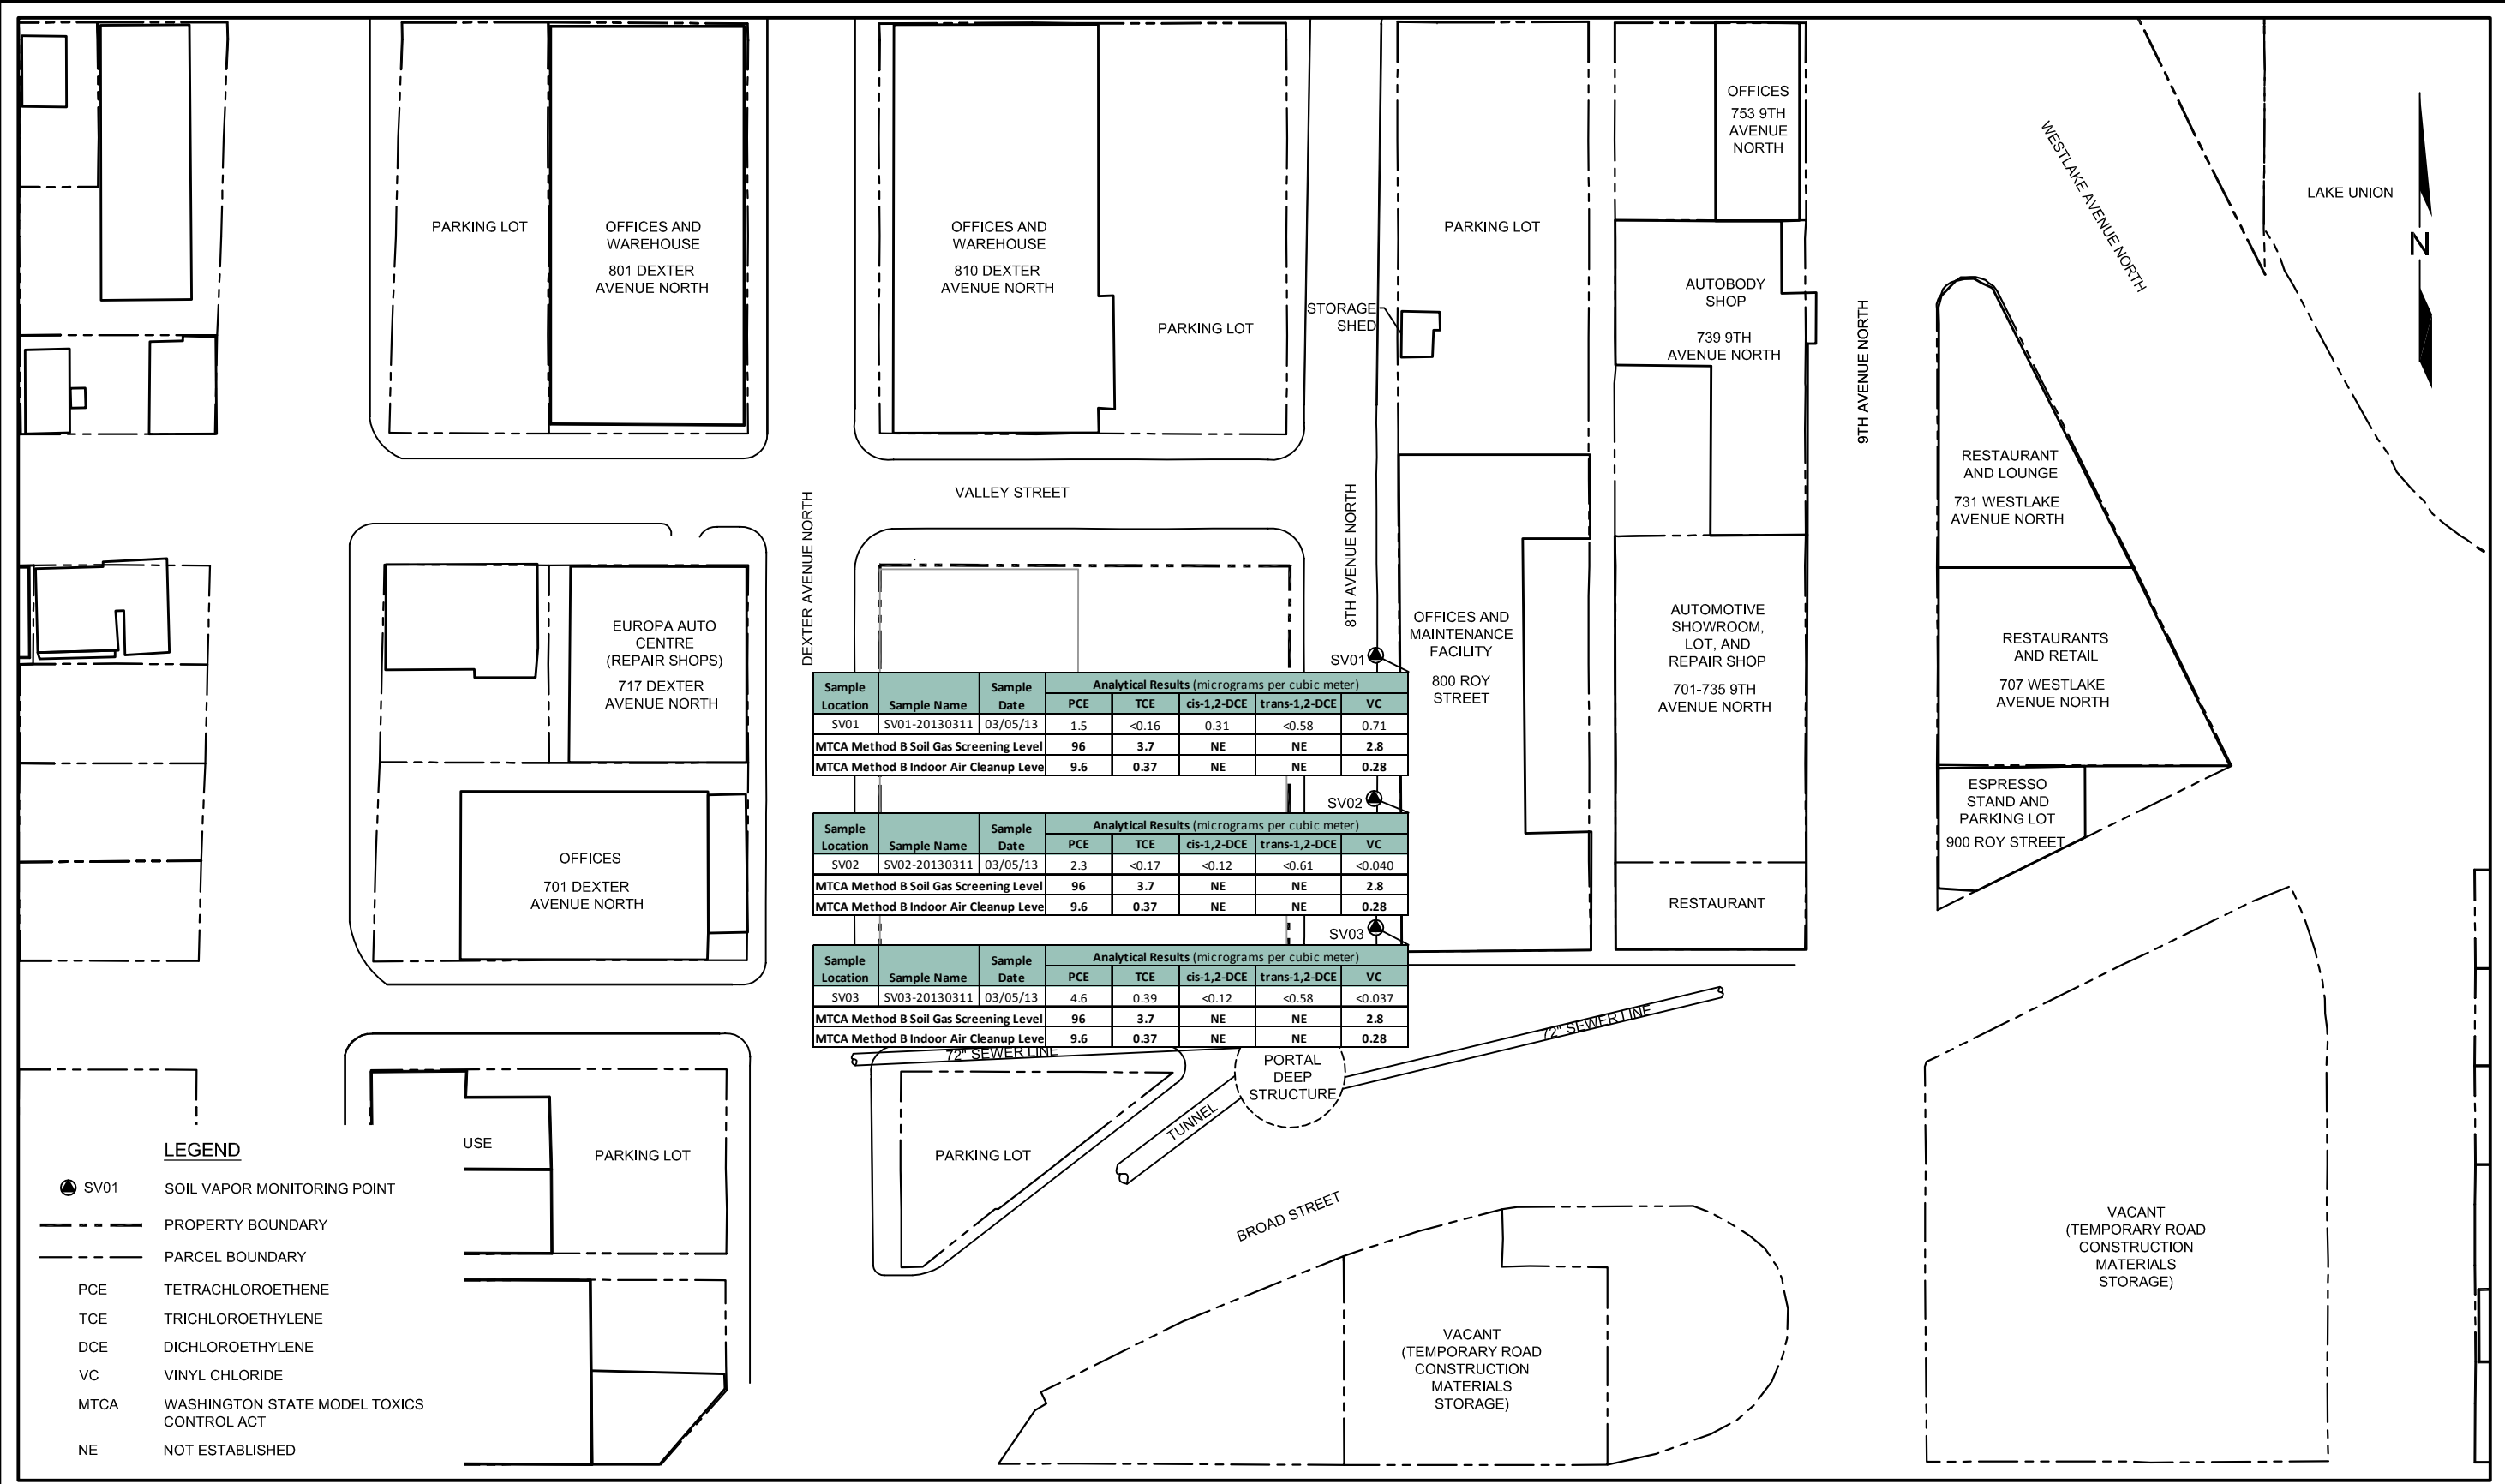 OFFICES
753 9TH
AVENUE
NORTH
WESTLAKE AVENUE NORTH
LAKE UNION
N
PARKING LOT
OFFICES AND
WAREHOUSE
801 DEXTER
AVENUE NORTH
OFFICES AND
WAREHOUSE
810 DEXTER
AVENUE NORTH
PARKING LOT
STORAGE
SHED
PARKING LOT
AUTOBODY
SHOP
739 9TH
AVENUE NORTH
9TH AVENUE NORTH
RESTAURANT
AND LOUNGE
731 WESTLAKE
AVENUE NORTH
VALLEY STREET
DEXTER AVENUE NORTH
8TH AVENUE NORTH
EUROPA AUTO
CENTRE
(REPAIR SHOPS)
717 DEXTER
AVENUE NORTH
OFFICES AND
MAINTENANCE
FACILITY
800 ROY
STREET
AUTOMOTIVE
SHOWROOM,
LOT, AND
REPAIR SHOP
701-735 9TH
AVENUE NORTH
RESTAURANTS
AND RETAIL
707 WESTLAKE
AVENUE NORTH
SV01
Sample Location Sample Name Sample Date Analytical Results (micrograms per cubic meter)
PCE TCE cis-1,2-DCE trans-1,2-DCE VC
SV01 SV01-20130311 03/05/13 1.5 <0.16 0.31 <0.58 0.71
MTCA Method B Soil Gas Screening Level 96 3.7 NE NE 2.8
MTCA Method B Indoor Air Cleanup Leve 9.6 0.37 NE NE 0.28
SV02
Sample Location Sample Name Sample Date Analytical Results (micrograms per cubic meter)
PCE TCE cis-1,2-DCE trans-1,2-DCE VC
SV02 SV02-20130311 03/05/13 2.3 <0.17 <0.12 <0.61 <0.040
MTCA Method B Soil Gas Screening Level 96 3.7 NE NE 2.8
MTCA Method B Indoor Air Cleanup Leve 9.6 0.37 NE NE 0.28
SV03
Sample Location Sample Name Sample Date Analytical Results (micrograms per cubic meter)
PCE TCE cis-1,2-DCE trans-1,2-DCE VC
SV03 SV03-20130311 03/05/13 4.6 0.39 <0.12 <0.58 <0.037
MTCA Method B Soil Gas Screening Level 96 3.7 NE NE 2.8
MTCA Method B Indoor Air Cleanup Leve 9.6 0.37 NE NE 0.28
ESPRESSO
STAND AND
PARKING LOT
900 ROY STREET
OFFICES
701 DEXTER
AVENUE NORTH
RESTAURANT
72" SEWER LINE
72" SEWER LINE
PORTAL
DEEP
STRUCTURE
TUNNEL
PARKING LOT
BROAD STREET
USE
PARKING LOT
VACANT
(TEMPORARY ROAD
CONSTRUCTION
MATERIALS
STORAGE)
VACANT
(TEMPORARY ROAD
CONSTRUCTION
MATERIALS
STORAGE)
LEGEND
SV01 SOIL VAPOR MONITORING POINT
PROPERTY BOUNDARY
PARCEL BOUNDARY
PCE TETRACHLOROETHENE
TCE TRICHLOROETHYLENE
DCE DICHLOROETHYLENE
VC VINYL CHLORIDE
MTCA WASHINGTON STATE MODEL TOXICS
CONTROL ACT
NE NOT ESTABLISHED